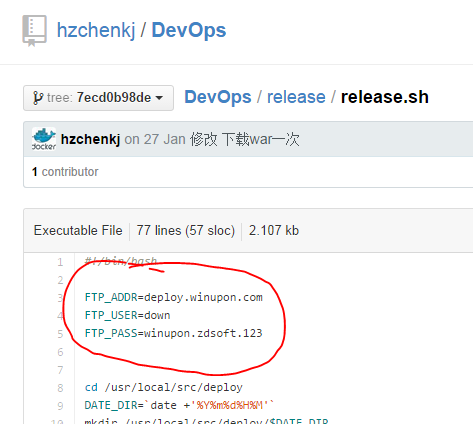 hzchenkj / DevOps
tree: 7ecd0b98de
DevOps / release / release.sh
docker
hzchenkj on 27 Jan 修改 下载war一次
1 contributor
Executable File 77 lines (57 sloc) 2.107 kb
1 #!/bin/bash
2
3 FTP_ADDR=deploy.winupon.com
4 FTP_USER=down
5 FTP_PASS=winupon.zdsoft.123
6
7
8 cd /usr/local/src/deploy
9 DATE_DIR=`date +'%Y%m%d%H%M'`
10 mkdir /usr/local/src/deploy/$DATE_DIR